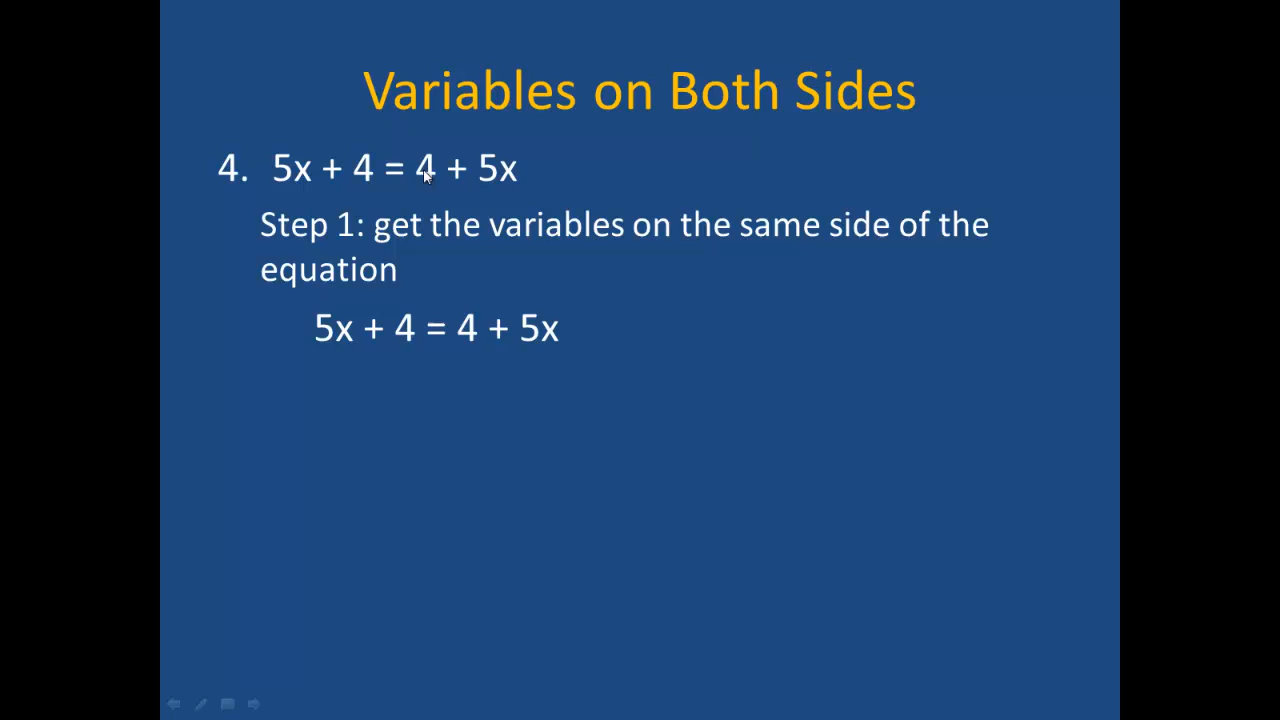 Variables on Both Sides
4. 5x + 4 = 4 + 5x
Step 1: get the variables on the same side of the
equation
5x + 4 = 4 + 5x